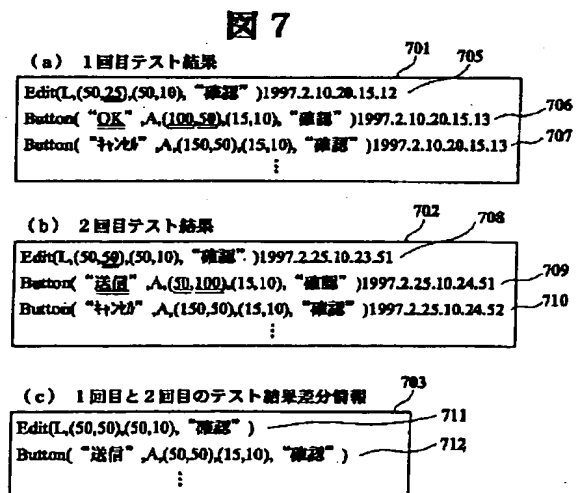 図 7
(a) 1回目テスト結果
701
Edit(L,(50,25),(50,10), “確認” )1997.2.10.20.15.12
705
Button( “OK” ,A,(100,50),(15,10), “確認” )1997.2.10.20.15.13
706
Button( “ｷｬﾝｾﾙ” ,A,(150,50),(15,10), “確認” )1997.2.10.20.15.13
707
⋮
(b) 2回目テスト結果
702
Edit(L,(50,50),(50,10), “確認” )1997.2.25.10.23.51
708
Button( “送信” ,A,(50,100),(15,10), “確認” )1997.2.25.10.24.51
709
Button( “ｷｬﾝｾﾙ” ,A,(150,50),(15,10), “確認” )1997.2.25.10.24.52
710
⋮
(c) 1回目と2回目のテスト結果差分情報
703
Edit(L,(50,50),(50,10), “確認” )
711
Button( “送信” ,A,(50,50),(15,10), “確認” )
712
⋮